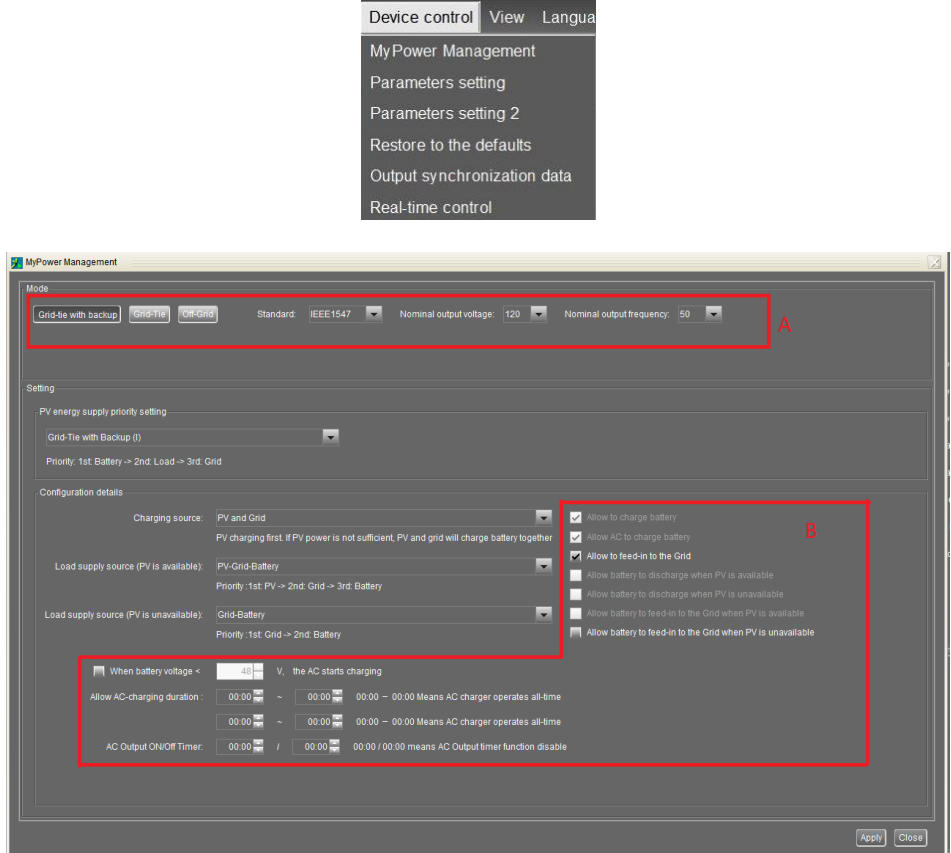 Device control View Langua
MyPower Management
Parameters setting
Parameters setting 2
Restore to the defaults
Output synchronization data
Real-time control
MyPower Management
Mode
Grid-tie with backup Grid-Tie Off-Grid Standard: IEEE1547 Nominal output voltage: 120 Nominal output frequency: 50
A
Setting
PV energy supply priority setting
Grid-Tie with Backup (I)
Priority: 1st: Battery -> 2nd: Load -> 3rd: Grid
Configuration details
Charging source: PV and Grid
PV charging first. If PV power is not sufficient, PV and grid will charge battery together
Load supply source (PV is available): PV-Grid-Battery
Priority :1st: PV -> 2nd: Grid -> 3rd: Battery
Load supply source (PV is unavailable): Grid-Battery
Priority :1st: Grid -> 2nd: Battery
B
Allow to charge battery
Allow AC to charge battery
Allow to feed-in to the Grid
Allow battery to discharge when PV is available
Allow battery to discharge when PV is unavailable
Allow battery to feed-in to the Grid when PV is available
Allow battery to feed-in to the Grid when PV is unavailable
When battery voltage < 48 V, the AC starts charging
Allow AC-charging duration : 00:00 ~ 00:00 00:00 – 00:00 Means AC charger operates all-time
00:00 ~ 00:00 00:00 – 00:00 Means AC charger operates all-time
AC Output ON/Off Timer: 00:00 / 00:00 00:00 / 00:00 means AC Output timer function disable
Apply Close